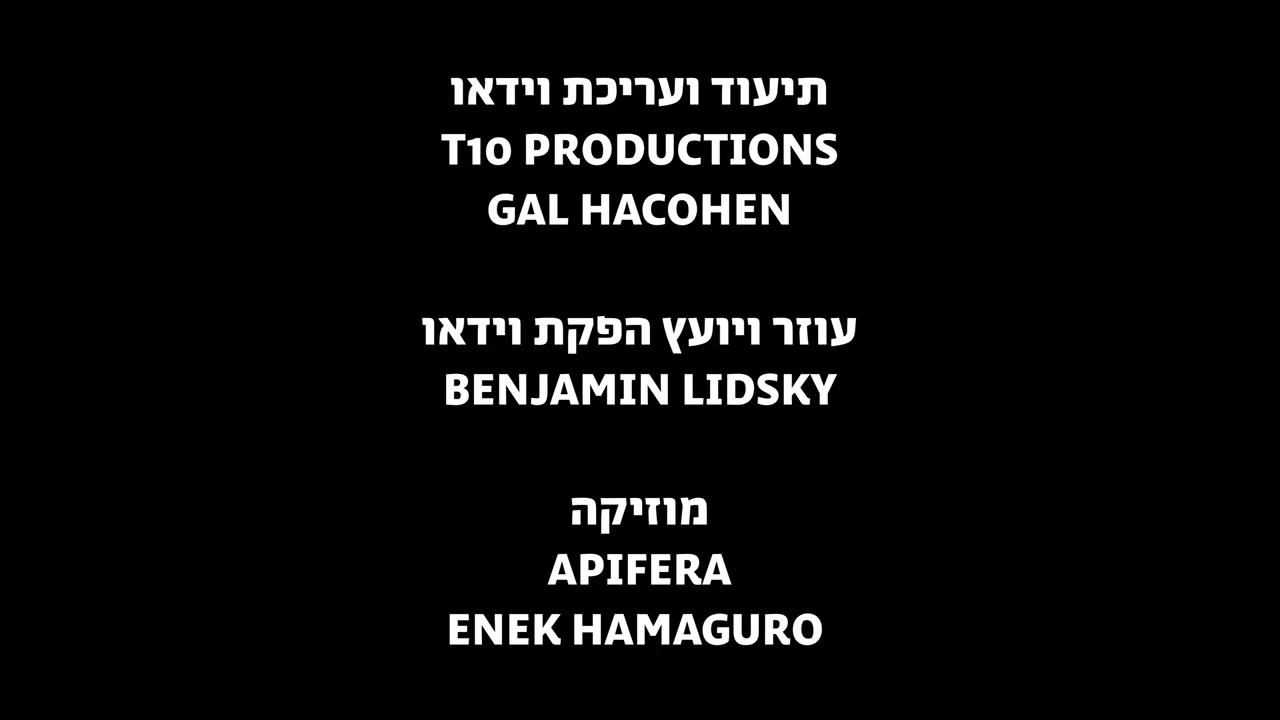 תיעוד ועריכת וידאו
T10 PRODUCTIONS
GAL HACOHEN
עוזר ויועץ הפקת וידאו
BENJAMIN LIDSKY
מוזיקה
APIFERA
ENEK HAMAGURO